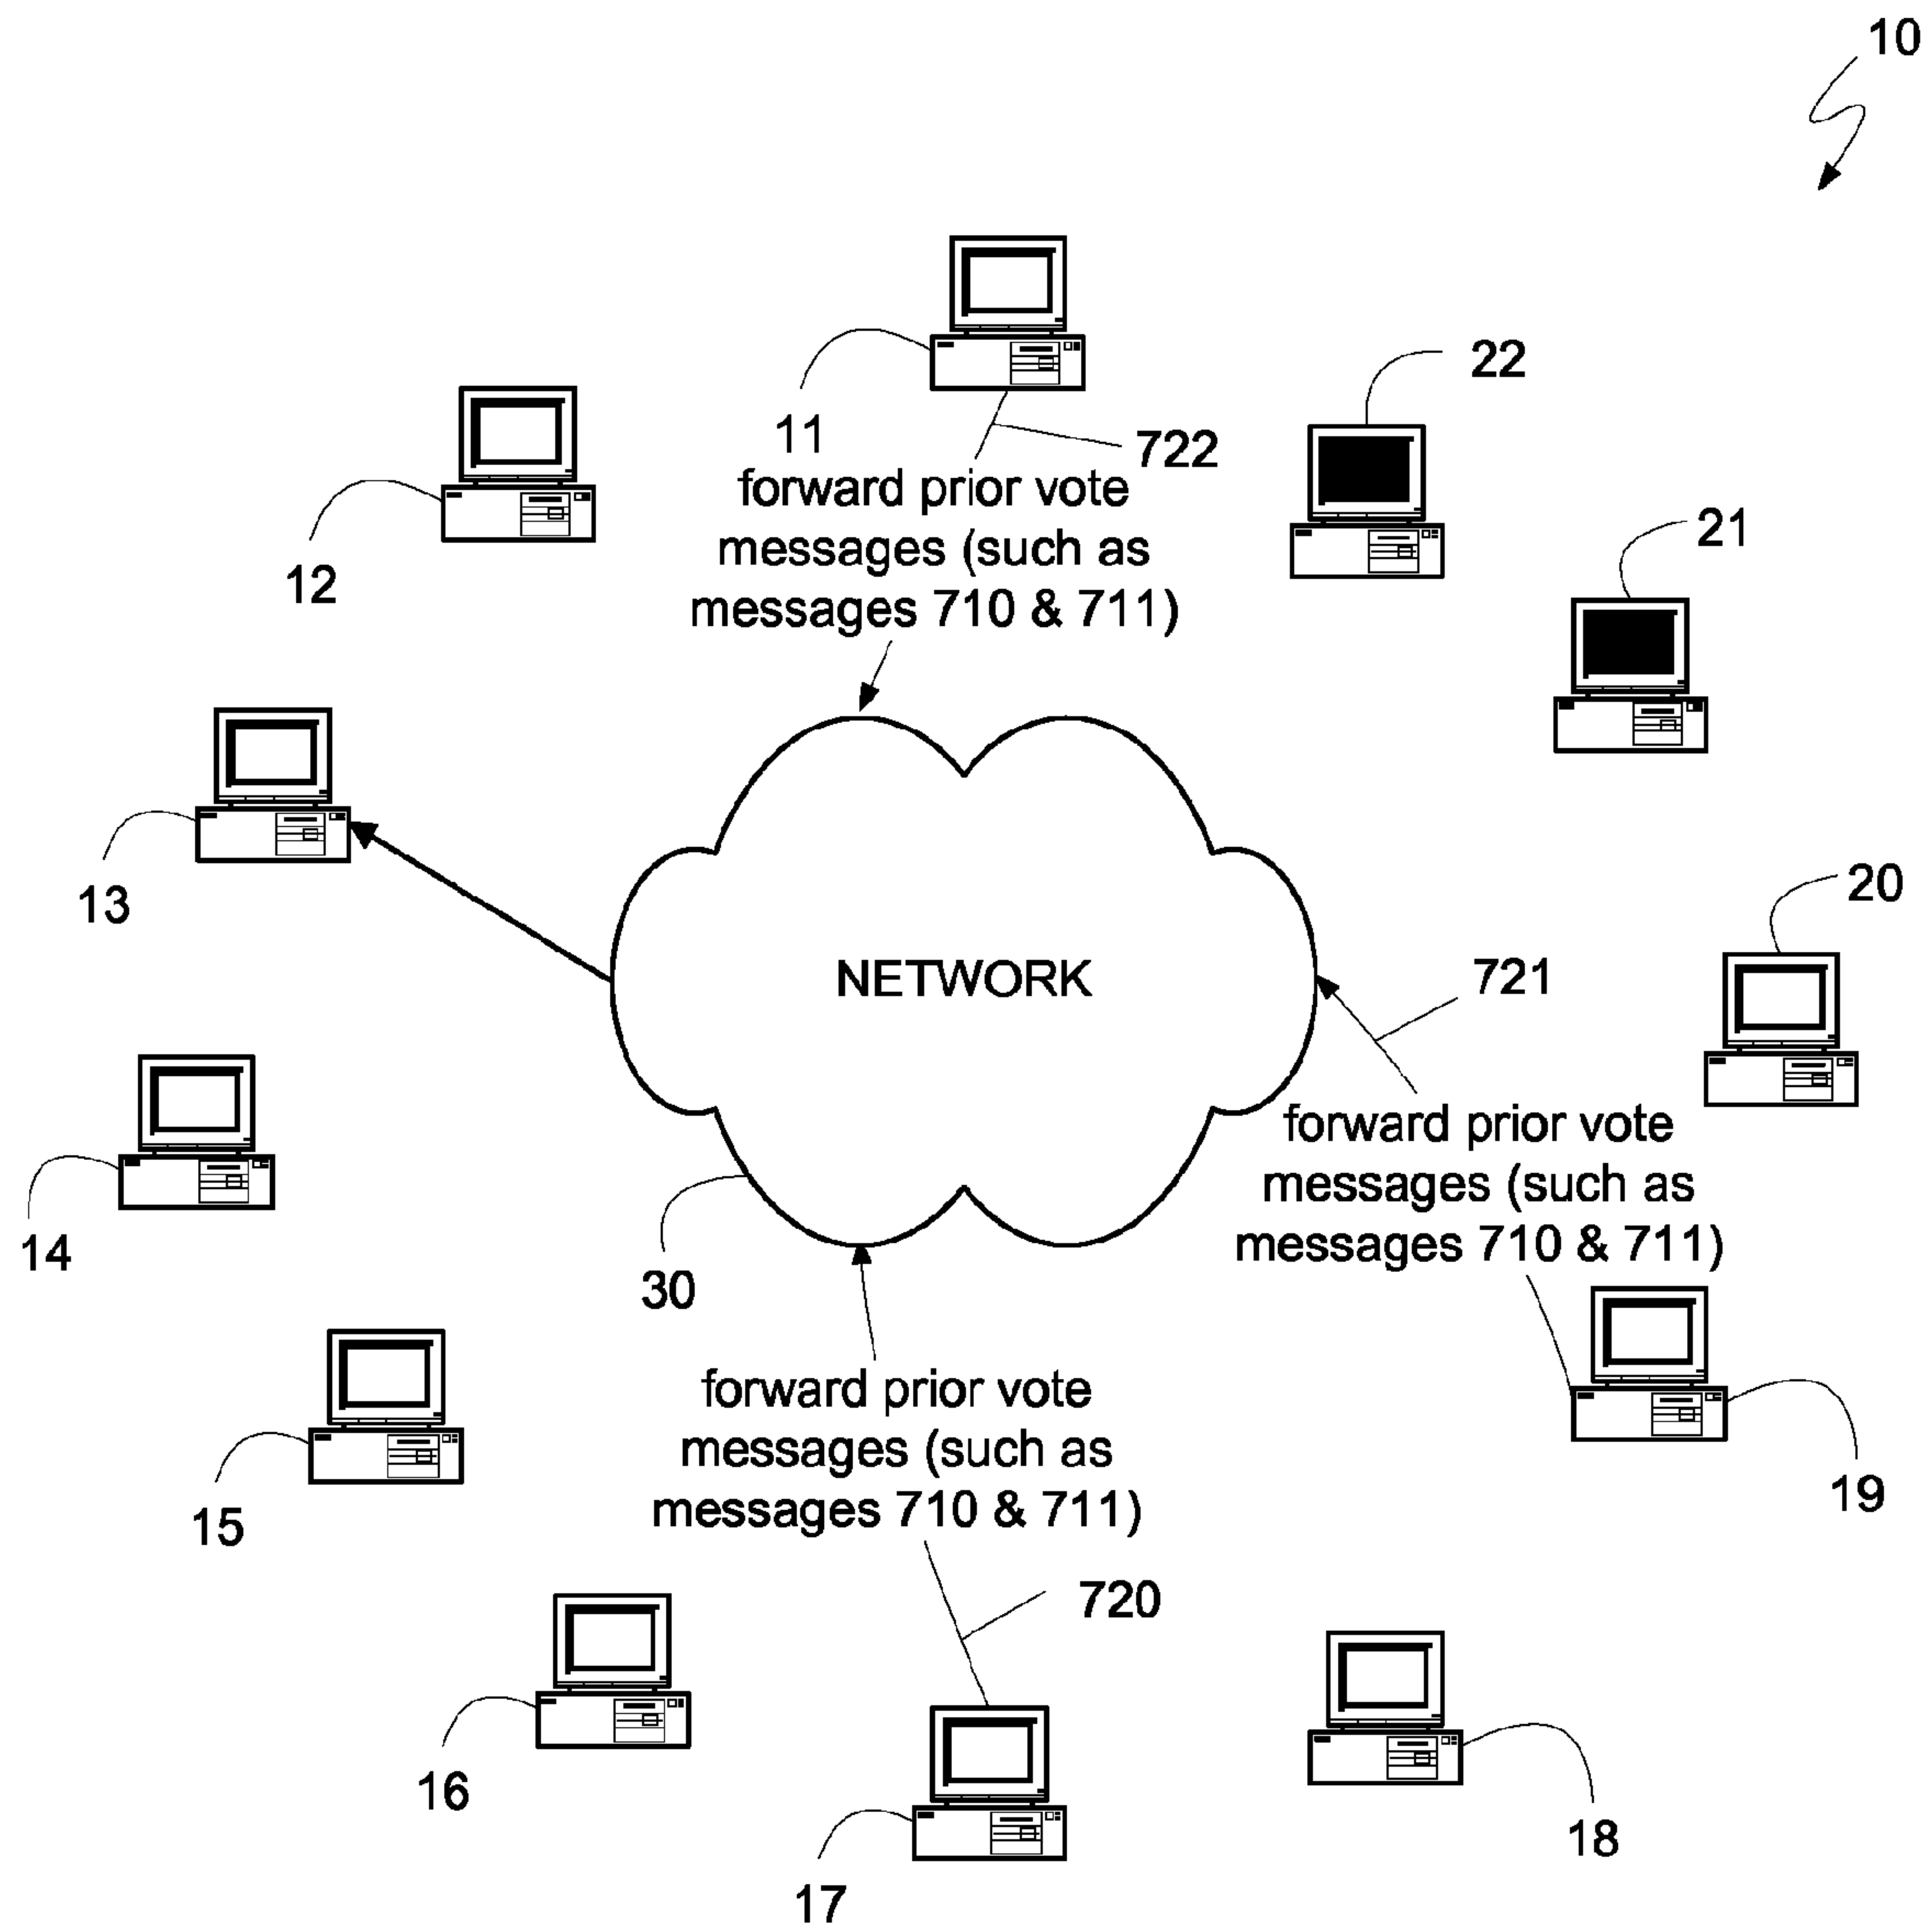 10
22
11
722
forward prior vote
messages (such as
messages 710 & 711)
12
21
13
20
NETWORK
721
forward prior vote
messages (such as
messages 710 & 711)
14
30
forward prior vote
messages (such as
messages 710 & 711)
19
15
720
16
18
17